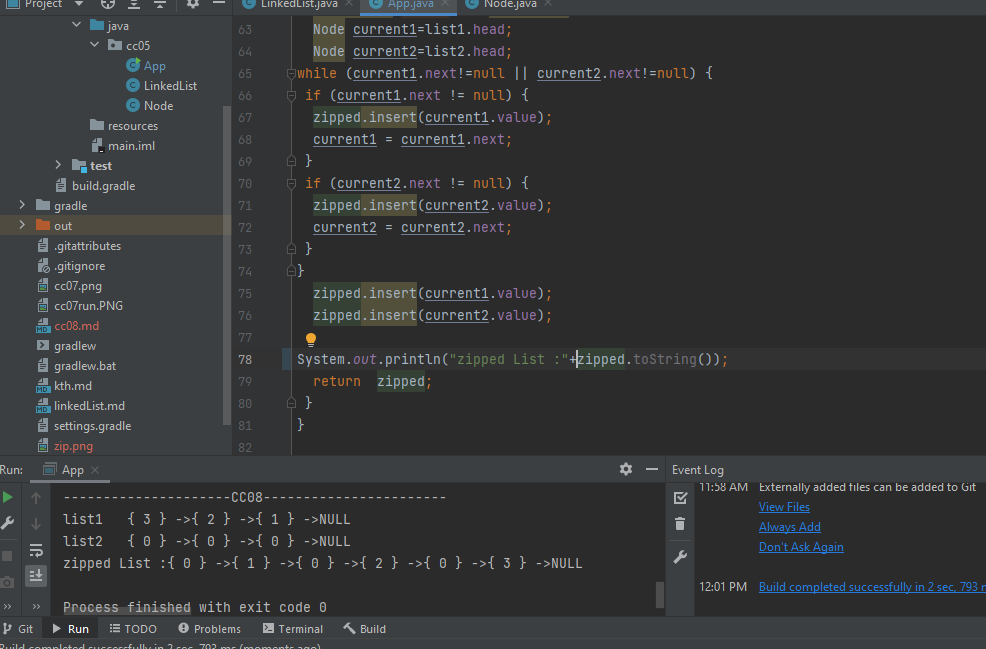 Project
LinkedList.java
App.java
Node.java
java
cc05
App
LinkedList
Node
resources
main.iml
test
build.gradle
gradle
out
.gitattributes
.gitignore
cc07.png
cc07run.PNG
cc08.md
gradlew
gradlew.bat
kth.md
linkedList.md
settings.gradle
zip.png
63 Node current1=list1.head;
64 Node current2=list2.head;
65 while (current1.next!=null || current2.next!=null) {
66 if (current1.next != null) {
67 zipped.insert(current1.value);
68 current1 = current1.next;
69 }
70 if (current2.next != null) {
71 zipped.insert(current2.value);
72 current2 = current2.next;
73 }
74 }
75 zipped.insert(current1.value);
76 zipped.insert(current2.value);
77
78 System.out.println("zipped List :"+zipped.toString());
79 return zipped;
80 }
81 }
82
Run: App
---------------------CC08-----------------------
list1 { 3 } ->{ 2 } ->{ 1 } ->NULL
list2 { 0 } ->{ 0 } ->{ 0 } ->NULL
zipped List :{ 0 } ->{ 1 } ->{ 0 } ->{ 2 } ->{ 0 } ->{ 3 } ->NULL
Process finished with exit code 0
Event Log
11:58 AM Externally added files can be added to Git
View Files
Always Add
Don't Ask Again
12:01 PM Build completed successfully in 2 sec, 793 m
Git Run TODO Problems Terminal Build
Build completed successfully in 2 sec, 793 ms (moments ago)